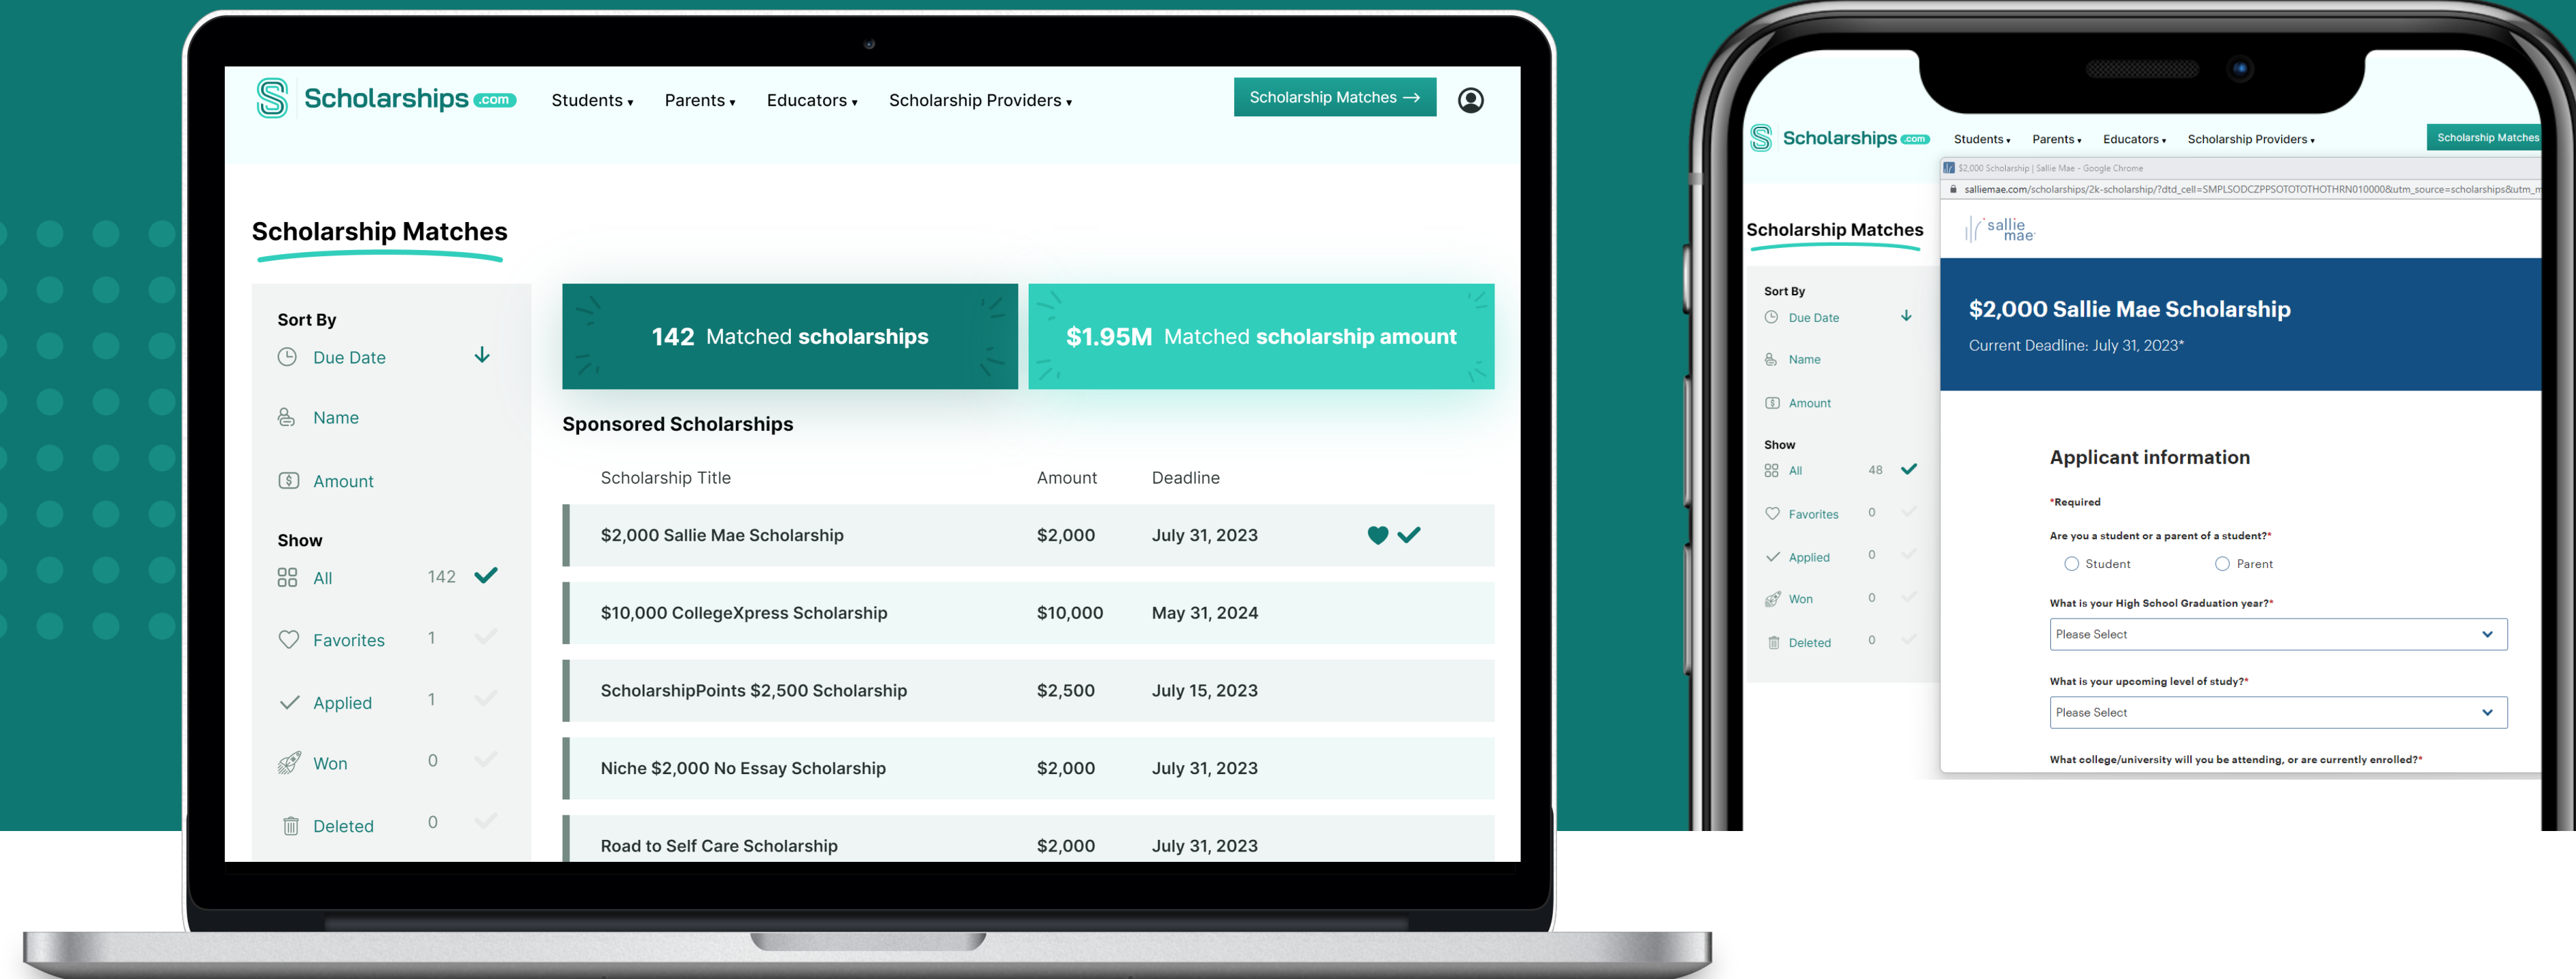 Scholarships .com
Students ▾ Parents ▾ Educators ▾ Scholarship Providers ▾
Scholarship Matches →
Scholarship Matches
Sort By
Due Date ↓
Name
Amount
Show
All 142
Favorites 1
Applied 1
Won 0
Deleted 0
142 Matched scholarships
$1.95M Matched scholarship amount
Sponsored Scholarships
Scholarship Title Amount Deadline
$2,000 Sallie Mae Scholarship $2,000 July 31, 2023
$10,000 CollegeXpress Scholarship $10,000 May 31, 2024
ScholarshipPoints $2,500 Scholarship $2,500 July 15, 2023
Niche $2,000 No Essay Scholarship $2,000 July 31, 2023
Road to Self Care Scholarship $2,000 July 31, 2023
Scholarships .com
Students ▾ Parents ▾ Educators ▾ Scholarship Providers ▾
Scholarship Matches
Scholarship Matches
Sort By
Due Date ↓
Name
Amount
Show
All 48
Favorites 0
Applied 0
Won 0
Deleted 0
$2,000 Scholarship | Sallie Mae - Google Chrome
salliemae.com/scholarships/2k-scholarship/?dtd_cell=SMPLSODCZPPSOTOTOTHOTHRN010000&utm_source=scholarships&utm_m
sallie
mae
$2,000 Sallie Mae Scholarship
Current Deadline: July 31, 2023*
Applicant information
*Required
Are you a student or a parent of a student?*
Student Parent
What is your High School Graduation year?*
Please Select
What is your upcoming level of study?*
Please Select
What college/university will you be attending, or are currently enrolled?*